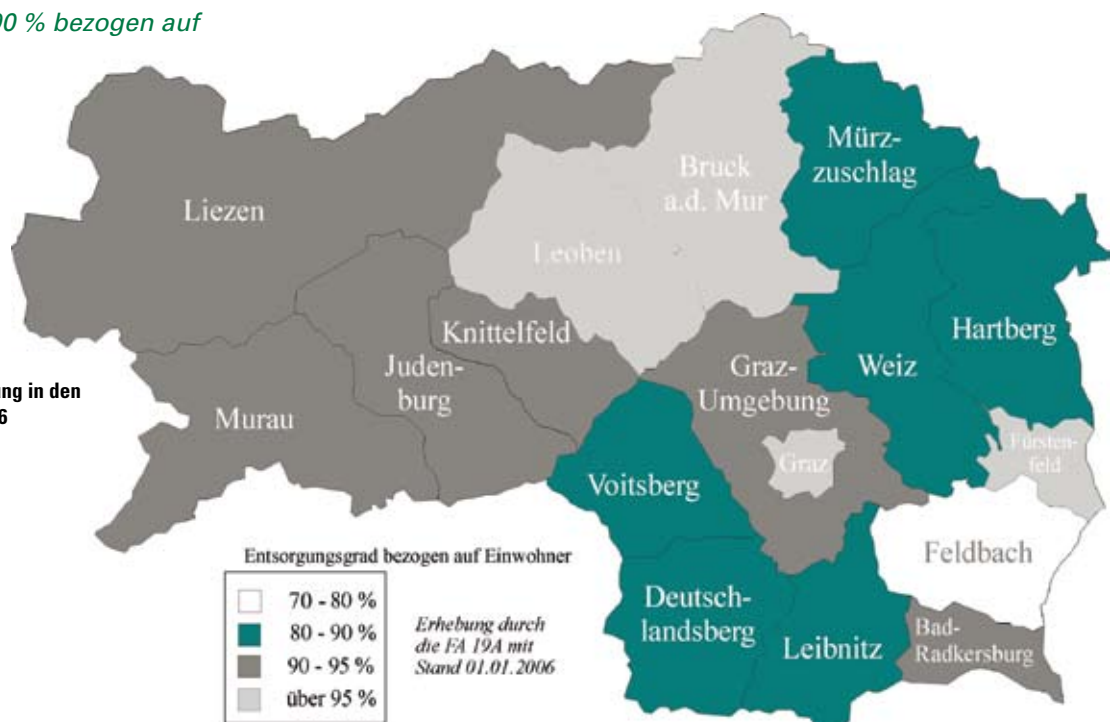 00 % bezogen auf
Mürz-
zuschlag
Bruck
a.d. Mur
Liezen
Leoben
Hartberg
Knittelfeld
Weiz
Graz-
Umgebung
Juden-
burg
ung in den
6
Murau
Fürsten-
feld
Graz
Voitsberg
Feldbach
Entsorgungsgrad bezogen auf Einwohner
70 - 80 %
80 - 90 %
90 - 95 %
über 95 %
Erhebung durch
die FA 19A mit
Stand 01.01.2006
Deutsch-
landsberg
Leibnitz
Bad-
Radkersburg